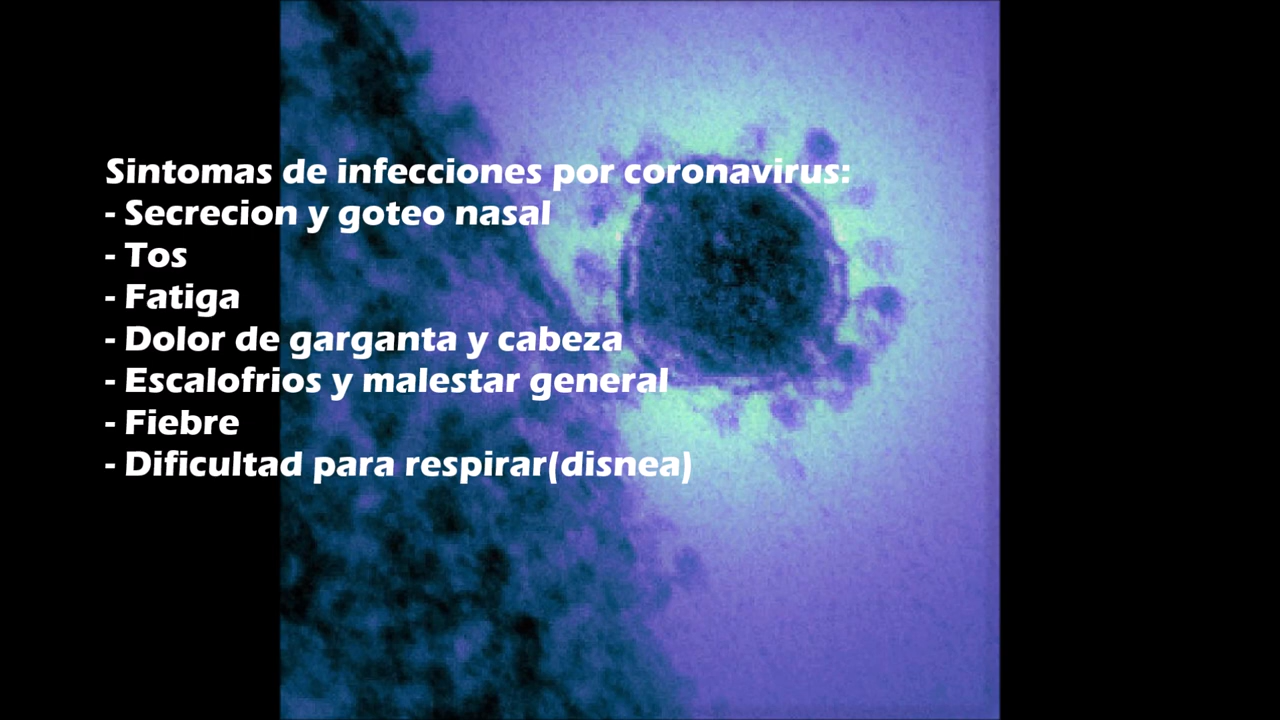 Sintomas de infecciones por coronavirus:
- Secrecion y goteo nasal
- Tos
- Fatiga
- Dolor de garganta y cabeza
- Escalofrios y malestar general
- Fiebre
- Dificultad para respirar(disnea)